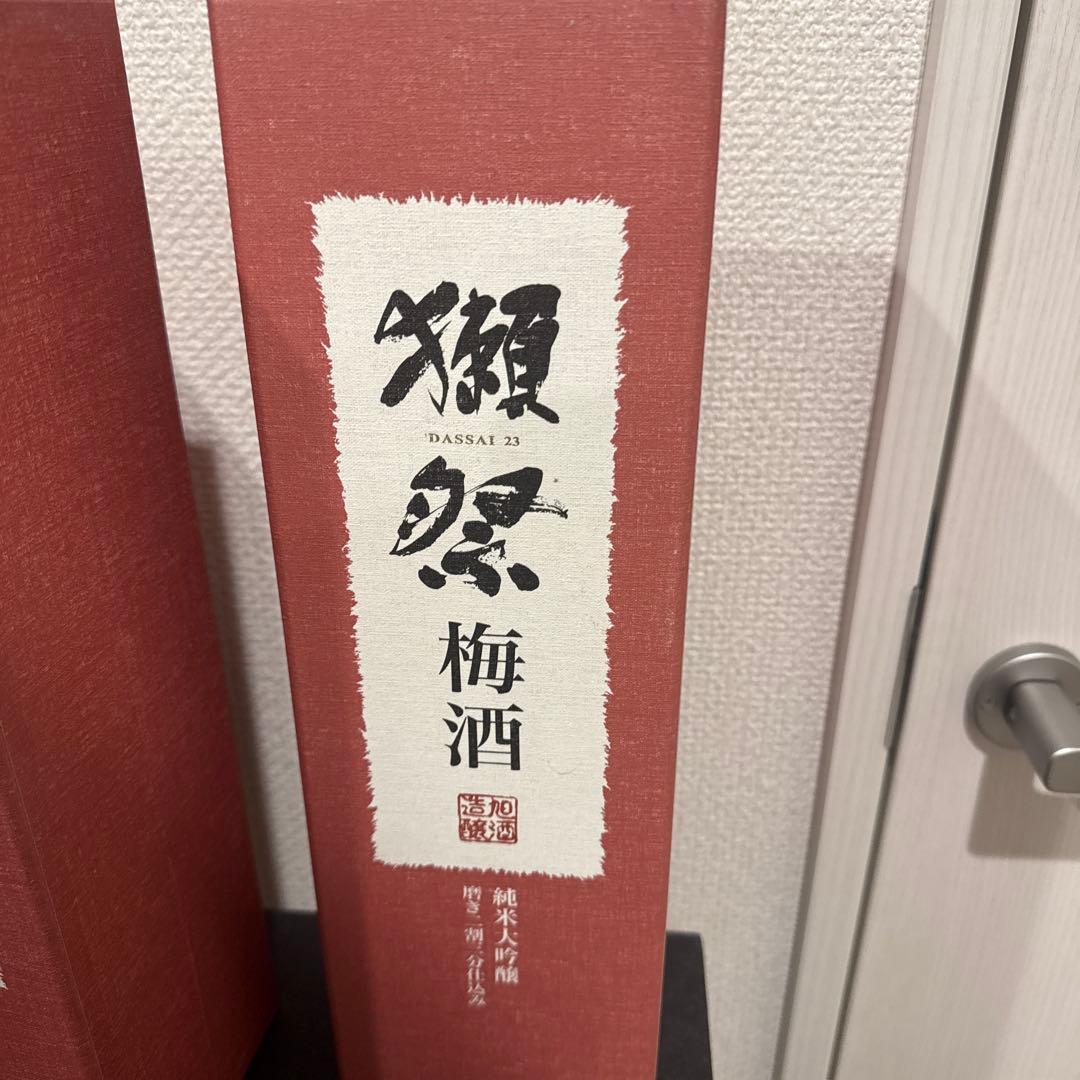 獺祭
DASSAI 23
梅酒
旭酒造醸
純米大吟醸
磨き二割三分仕込み